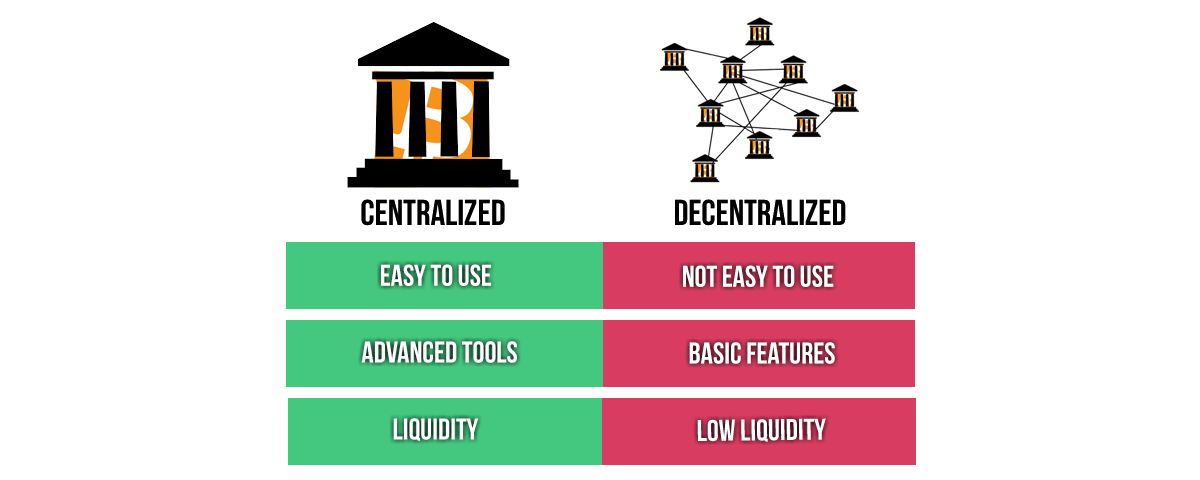 CENTRALIZED
DECENTRALIZED
EASY TO USE
NOT EASY TO USE
ADVANCED TOOLS
BASIC FEATURES
LIQUIDITY
LOW LIQUIDITY